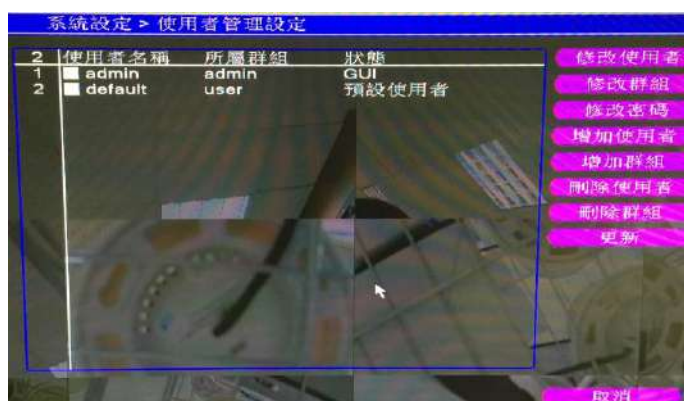 系統設定 > 使用者管理設定
2 使用者名稱 所屬群組 狀態
1 admin admin GUI
2 default user 預設使用者
修改使用者
修改群組
修改密碼
增加使用者
增加群組
刪除使用者
刪除群組
更新
取消